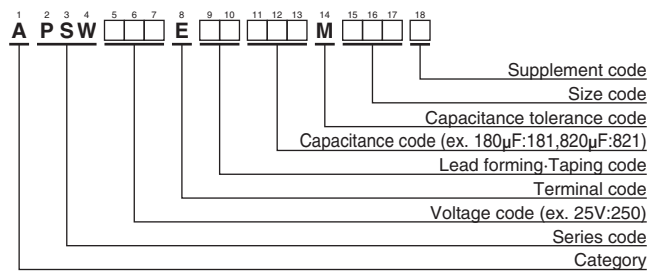 1 2 3 4 5 6 7 8 9 10 11 12 13 14 15 16 17 18
A PSW E M
Supplement code
Size code
Capacitance tolerance code
Capacitance code (ex. 180μF:181,820μF:821)
Lead forming·Taping code
Terminal code
Voltage code (ex. 25V:250)
Series code
Category